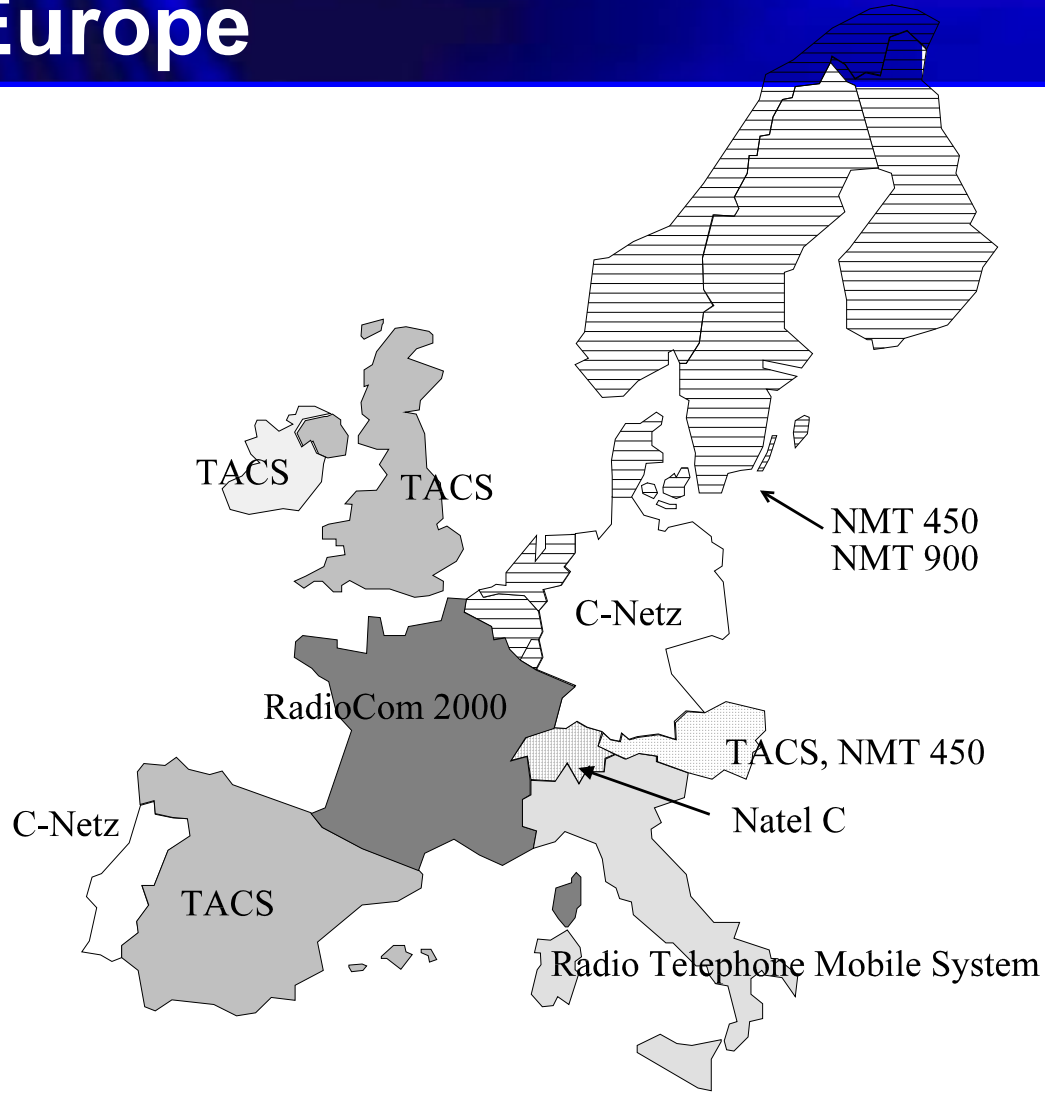 Europe
TACS
TACS
NMT 450
NMT 900
C-Netz
RadioCom 2000
TACS, NMT 450
Natel C
C-Netz
TACS
Radio Telephone Mobile System